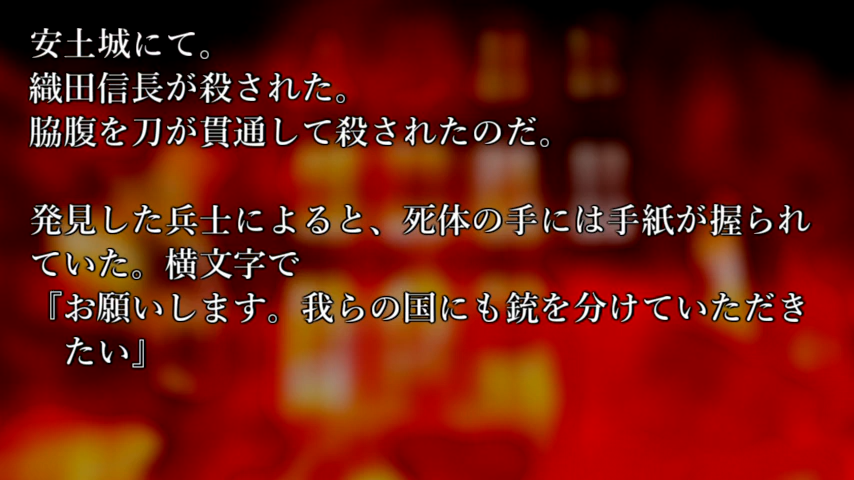 安土城にて。
織田信長が殺された。
脇腹を刀が貫通して殺されたのだ。
発見した兵士によると、死体の手には手紙が握られ
ていた。横文字で
『お願いします。我らの国にも銃を分けていただき
たい』